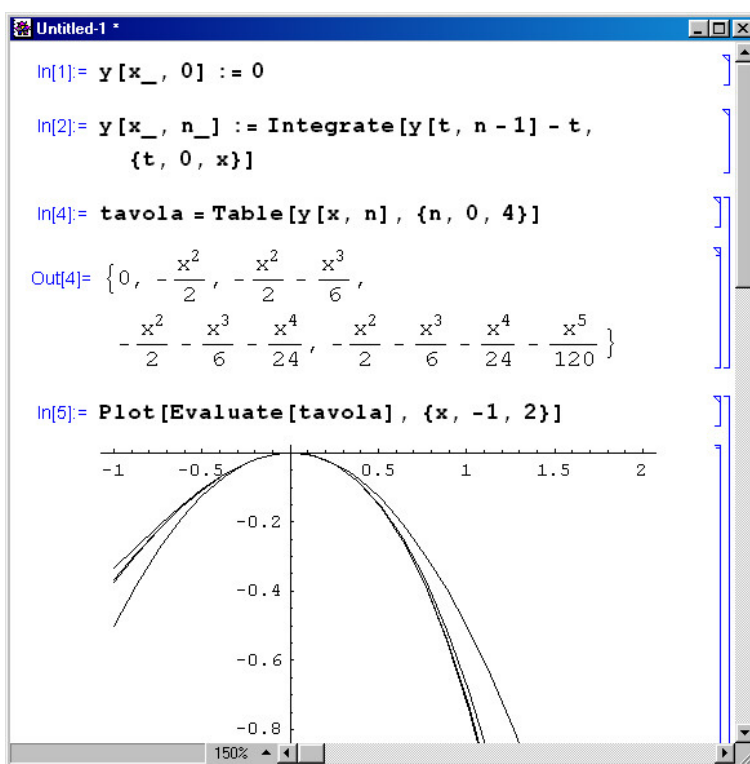 Untitled-1 *
In[1]:= y[x_, 0] := 0
In[2]:= y[x_, n_] := Integrate[y[t, n - 1] - t,
{t, 0, x}]
In[4]:= tavola = Table[y[x, n], {n, 0, 4}]
Out[4]= {0, -x^2/2, -x^2/2 - x^3/6,
-x^2/2 - x^3/6 - x^4/24, -x^2/2 - x^3/6 - x^4/24 - x^5/120}
In[5]:= Plot[Evaluate[tavola], {x, -1, 2}]
-1 -0.5 0.5 1 1.5 2
-0.2
-0.4
-0.6
-0.8
150%